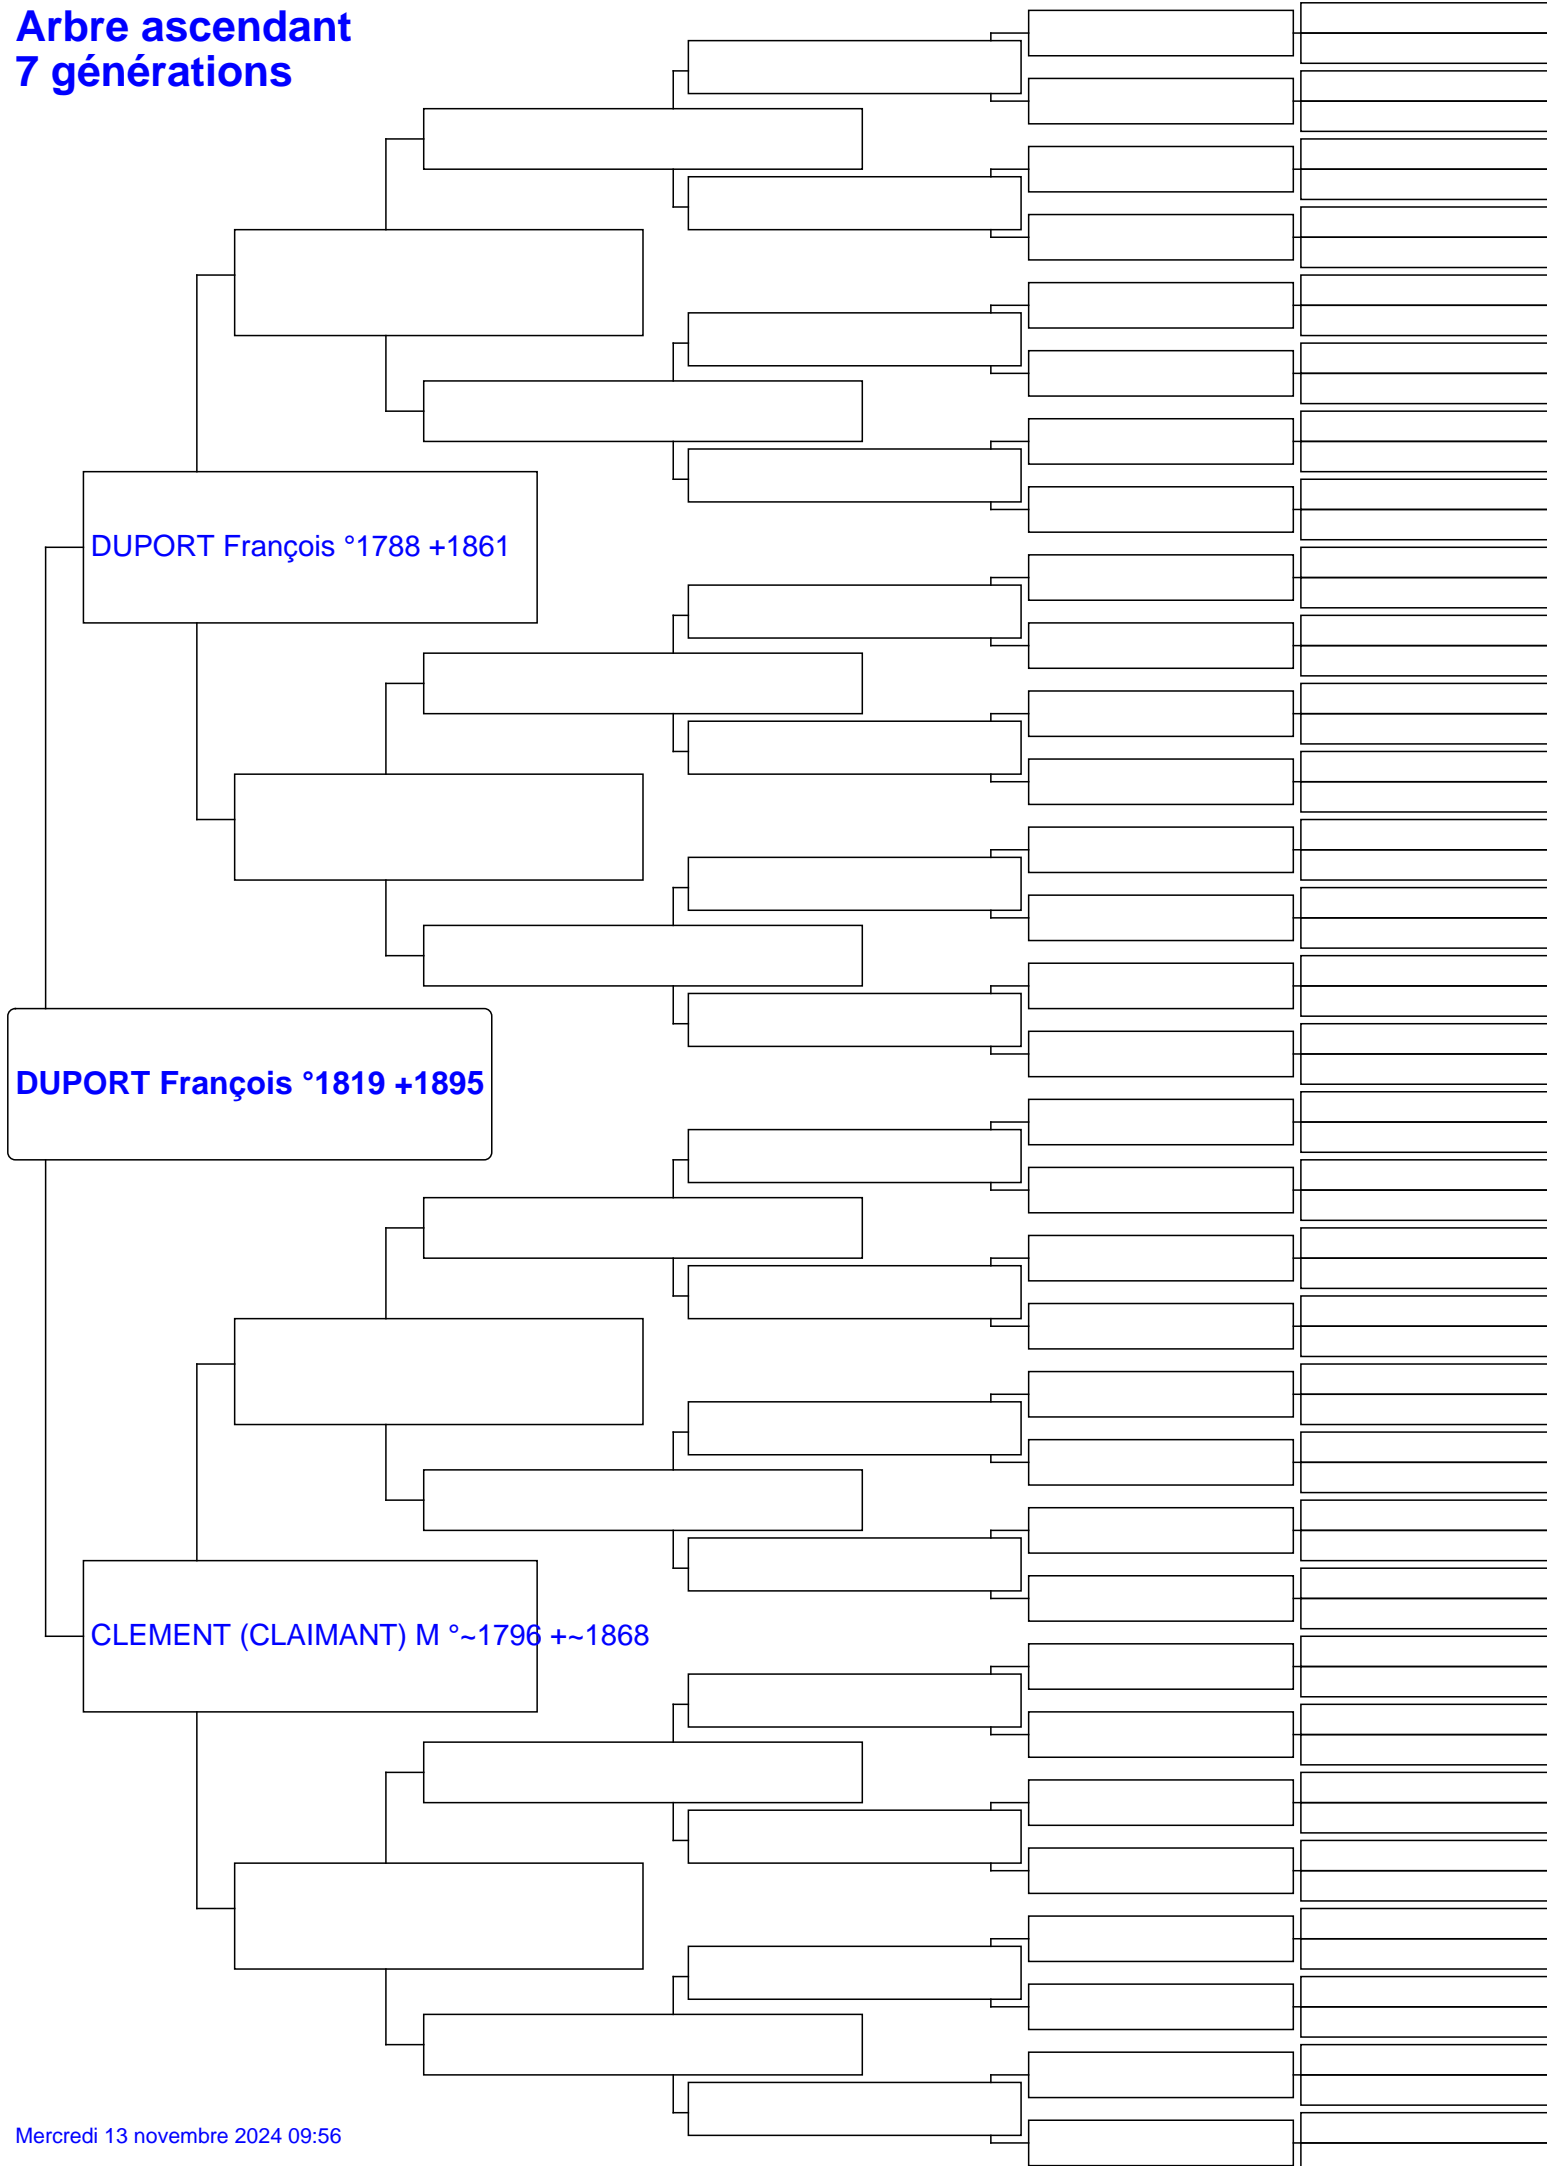 Arbre ascendant
7 générations
DUPORT François °1788 +1861
DUPORT François °1819 +1895
CLEMENT (CLAIMANT) M °~1796 +~1868
Mercredi 13 novembre 2024 09:56